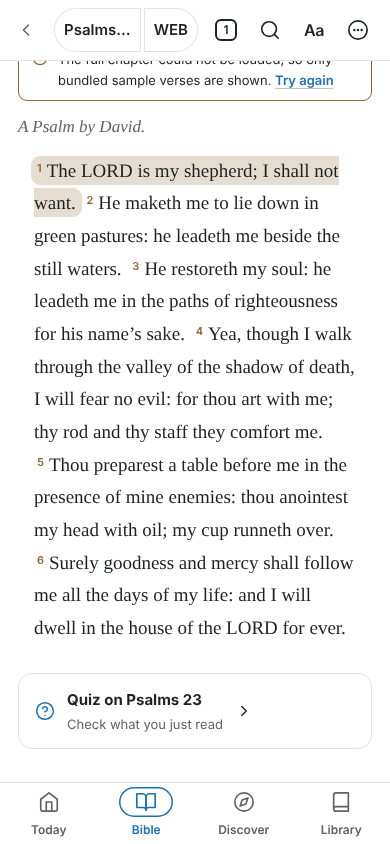 Psalms...
WEB
1
Aa
The full chapter could not be loaded, so only
bundled sample verses are shown. Try again
A Psalm by David.
1 The LORD is my shepherd; I shall not
want. 2 He maketh me to lie down in
green pastures: he leadeth me beside the
still waters. 3 He restoreth my soul: he
leadeth me in the paths of righteousness
for his name’s sake. 4 Yea, though I walk
through the valley of the shadow of death,
I will fear no evil: for thou art with me;
thy rod and thy staff they comfort me.
5 Thou preparest a table before me in the
presence of mine enemies: thou anointest
my head with oil; my cup runneth over.
6 Surely goodness and mercy shall follow
me all the days of my life: and I will
dwell in the house of the LORD for ever.
Quiz on Psalms 23
Check what you just read
Today
Bible
Discover
Library